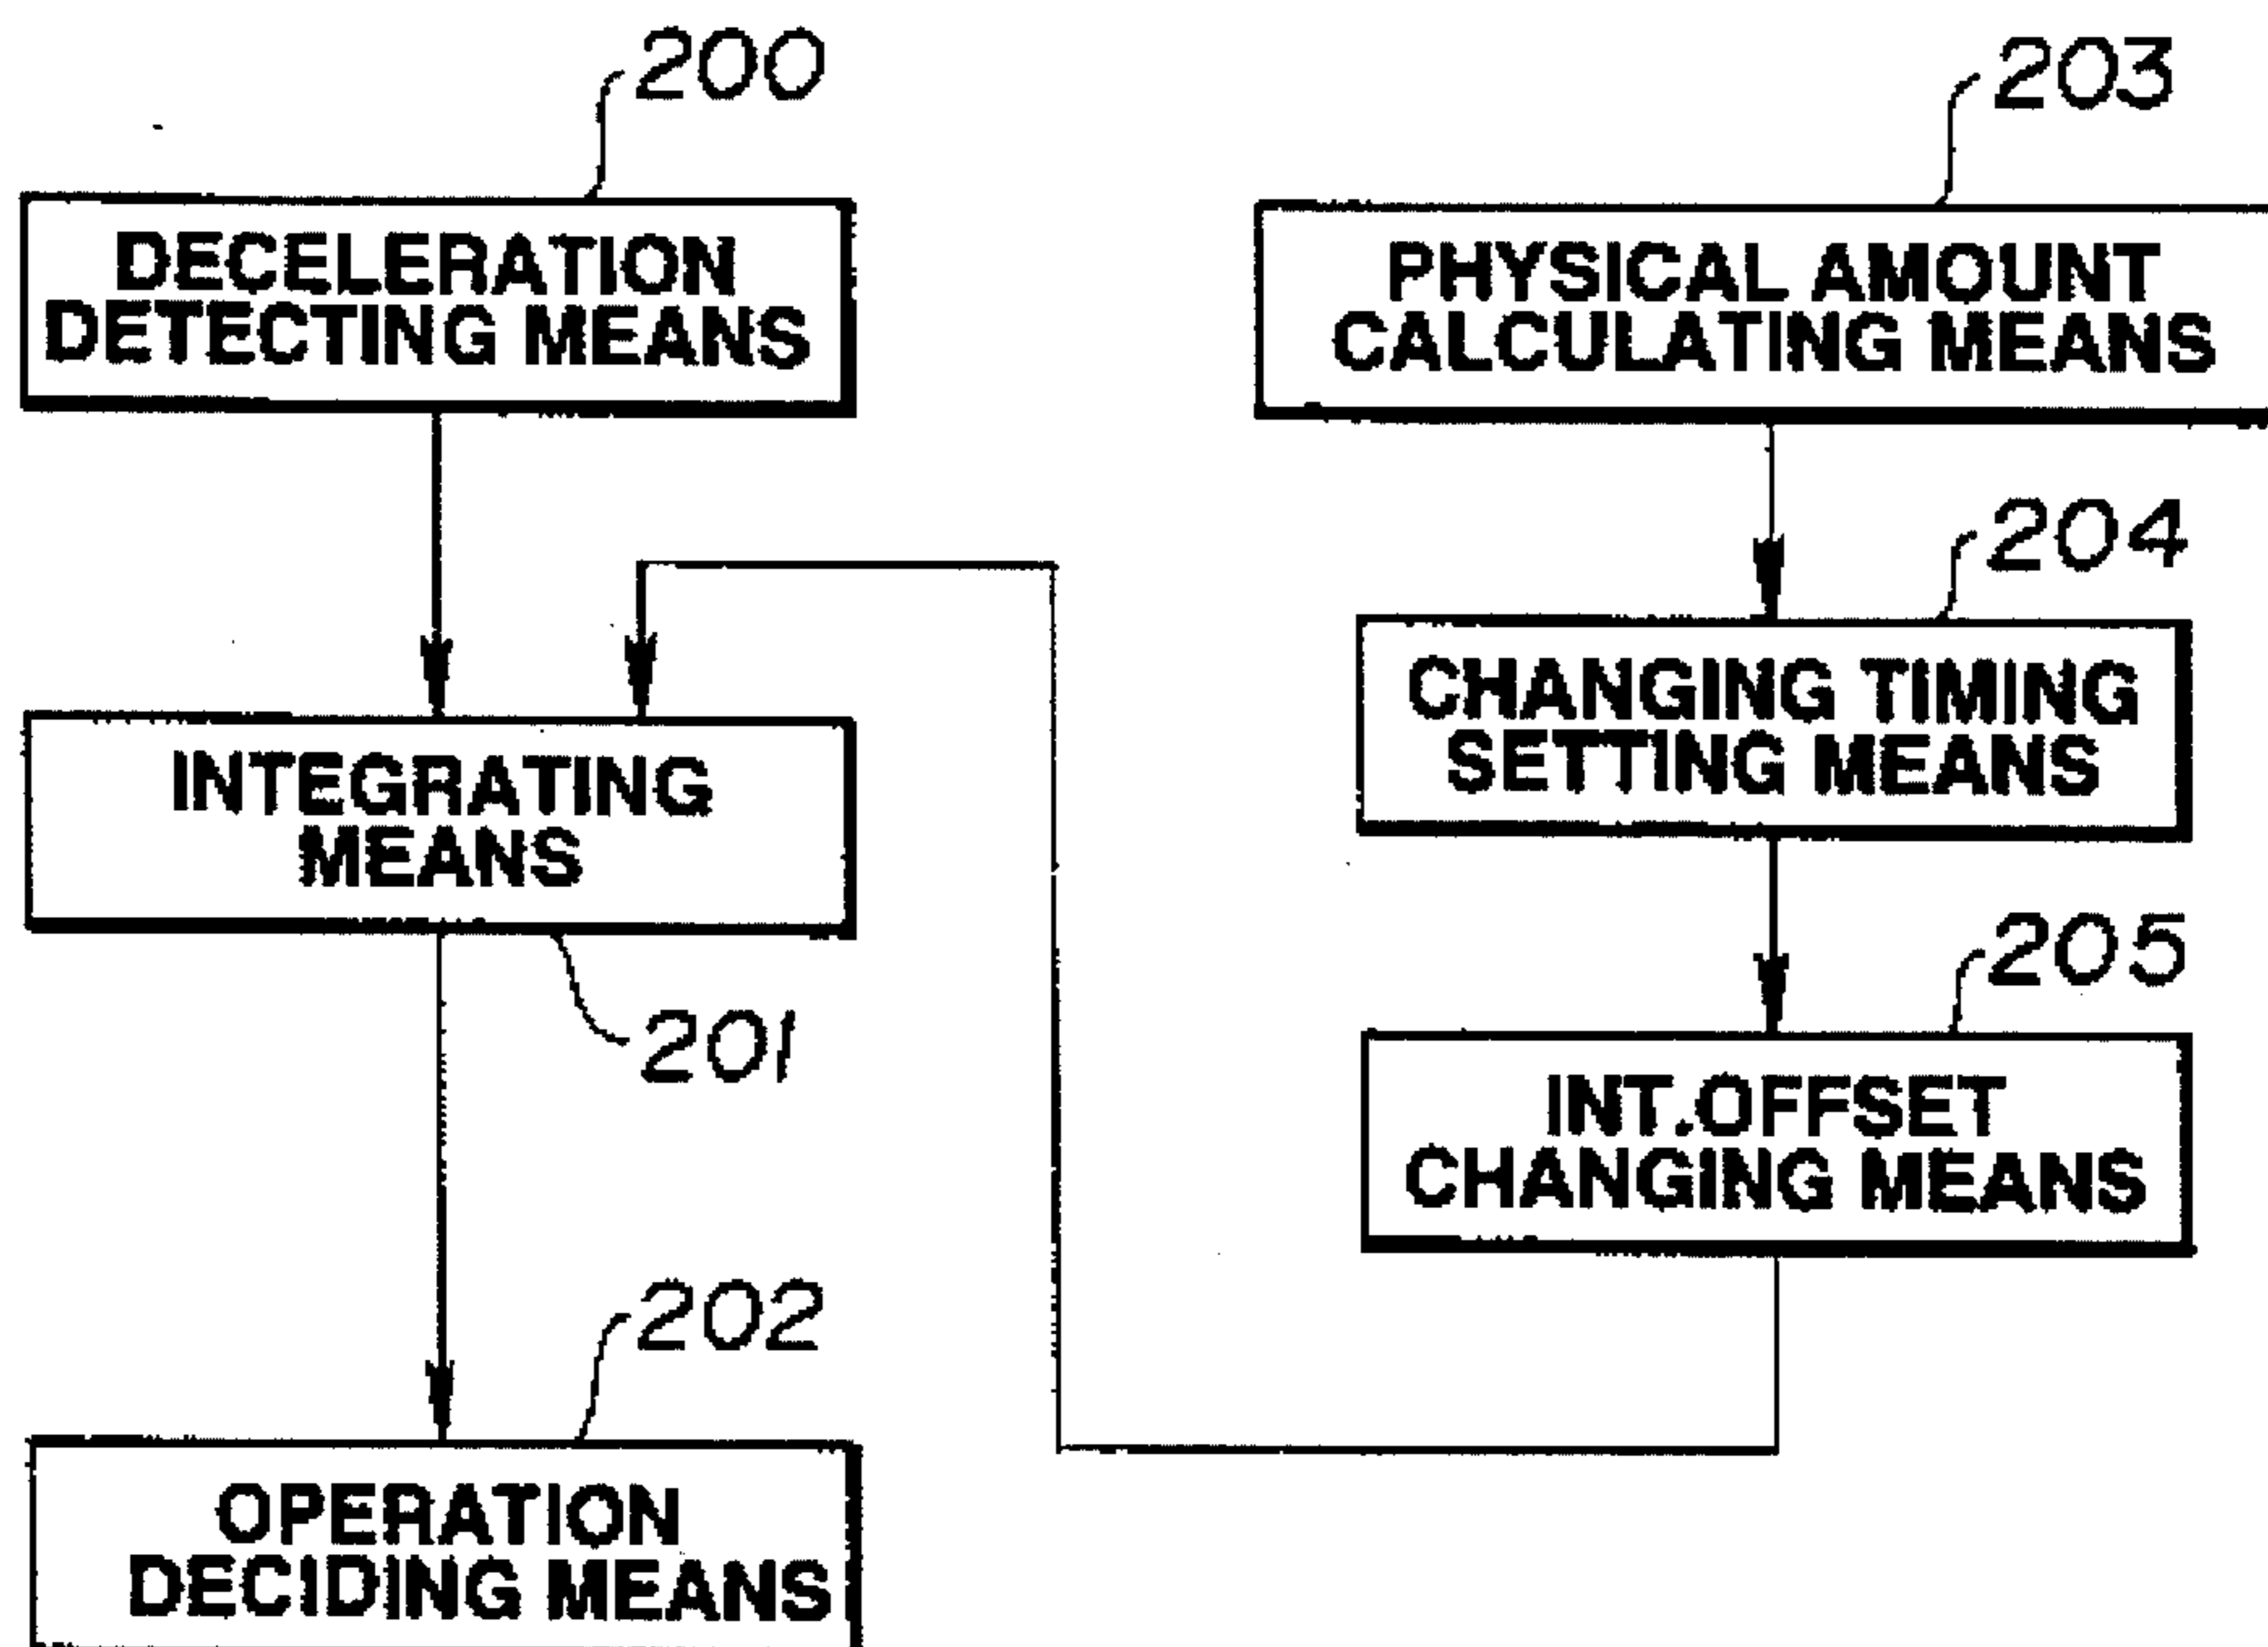 200
DECELERATION
DETECTING MEANS
INTEGRATING
MEANS
201
202
OPERATION
DECIDING MEANS
203
PHYSICAL AMOUNT
CALCULATING MEANS
204
CHANGING TIMING
SETTING MEANS
205
INT.OFFSET
CHANGING MEANS